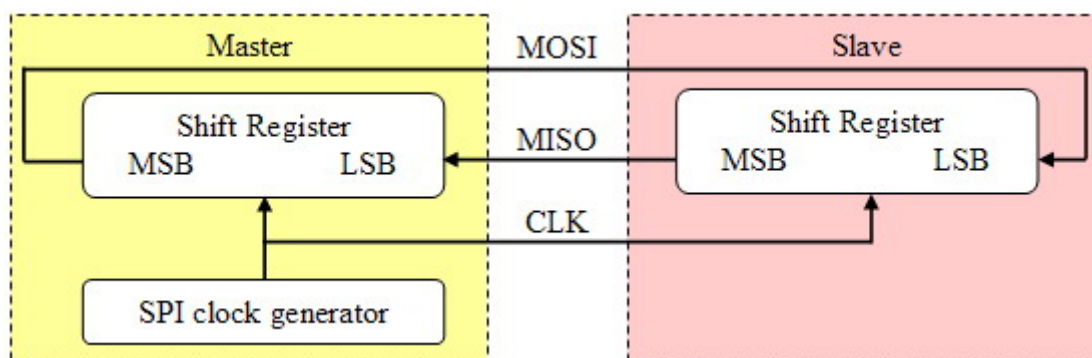 Master
MOSI
Slave
Shift Register
MSB LSB
MISO
Shift Register
MSB LSB
CLK
SPI clock generator